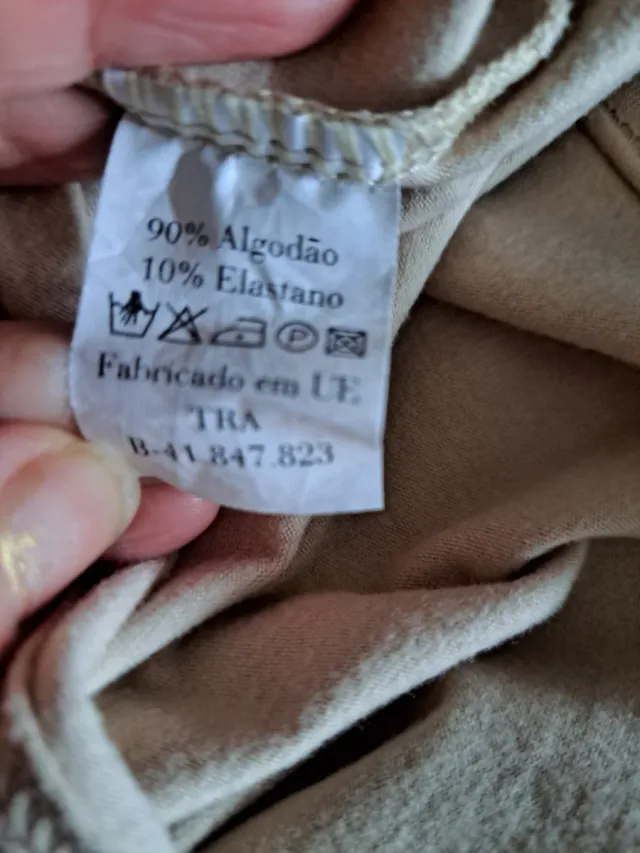 90% Algodão
10% Elastano
P
Fabricado em UE
TRA
B-41.847.823